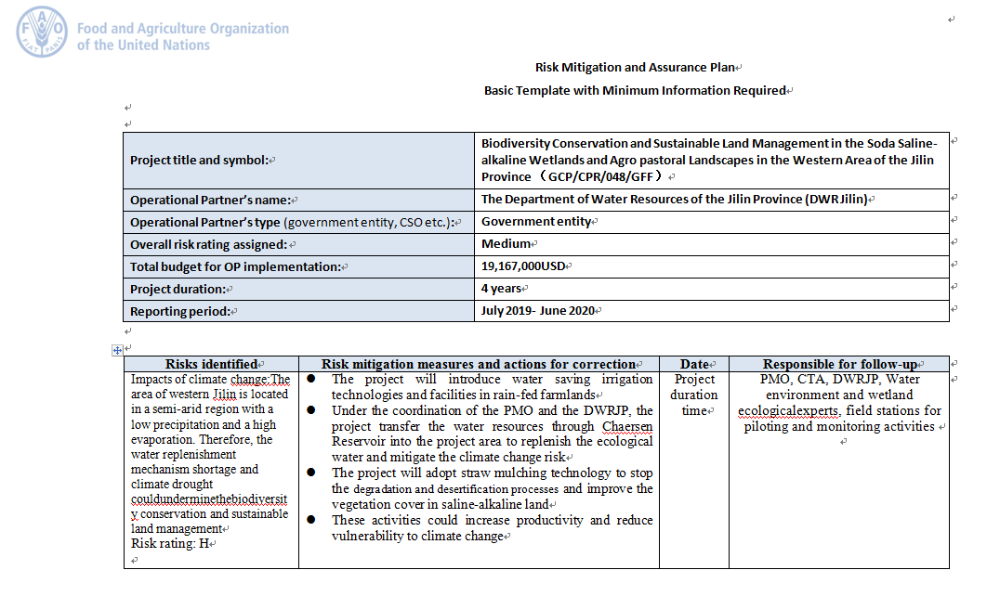 Food and Agriculture Organization
of the United Nations
Risk Mitigation and Assurance Plan
Basic Template with Minimum Information Required
Project title and symbol:
Biodiversity Conservation and Sustainable Land Management in the Soda Saline-
alkaline Wetlands and Agro pastoral Landscapes in the Western Area of the Jilin
Province （GCP/CPR/048/GFF）
Operational Partner's name:
The Department of Water Resources of the Jilin Province (DWR Jilin)
Operational Partner's type (government entity, CSO etc.):
Government entity
Overall risk rating assigned:
Medium
Total budget for OP implementation:
19,167,000USD
Project duration:
4 years
Reporting period:
July 2019- June 2020
Risks identified
Risk mitigation measures and actions for correction
Date
Responsible for follow-up
Impacts of climate change:The
area of western Jilin is located
in a semi-arid region with a
low precipitation and a high
evaporation. Therefore, the
water replenishment
mechanism shortage and
climate drought
couldunderminethebiodiversit
y conservation and sustainable
land management
Risk rating: H
● The project will introduce water saving irrigation
technologies and facilities in rain-fed farmlands
● Under the coordination of the PMO and the DWRJP, the
project transfer the water resources through Chaersen
Reservoir into the project area to replenish the ecological
water and mitigate the climate change risk
● The project will adopt straw mulching technology to stop
the degradation and desertification processes and improve the
vegetation cover in saline-alkaline land
● These activities could increase productivity and reduce
vulnerability to climate change
Project
duration
time
PMO, CTA, DWRJP, Water
environment and wetland
ecologicalexperts, field stations for
piloting and monitoring activities